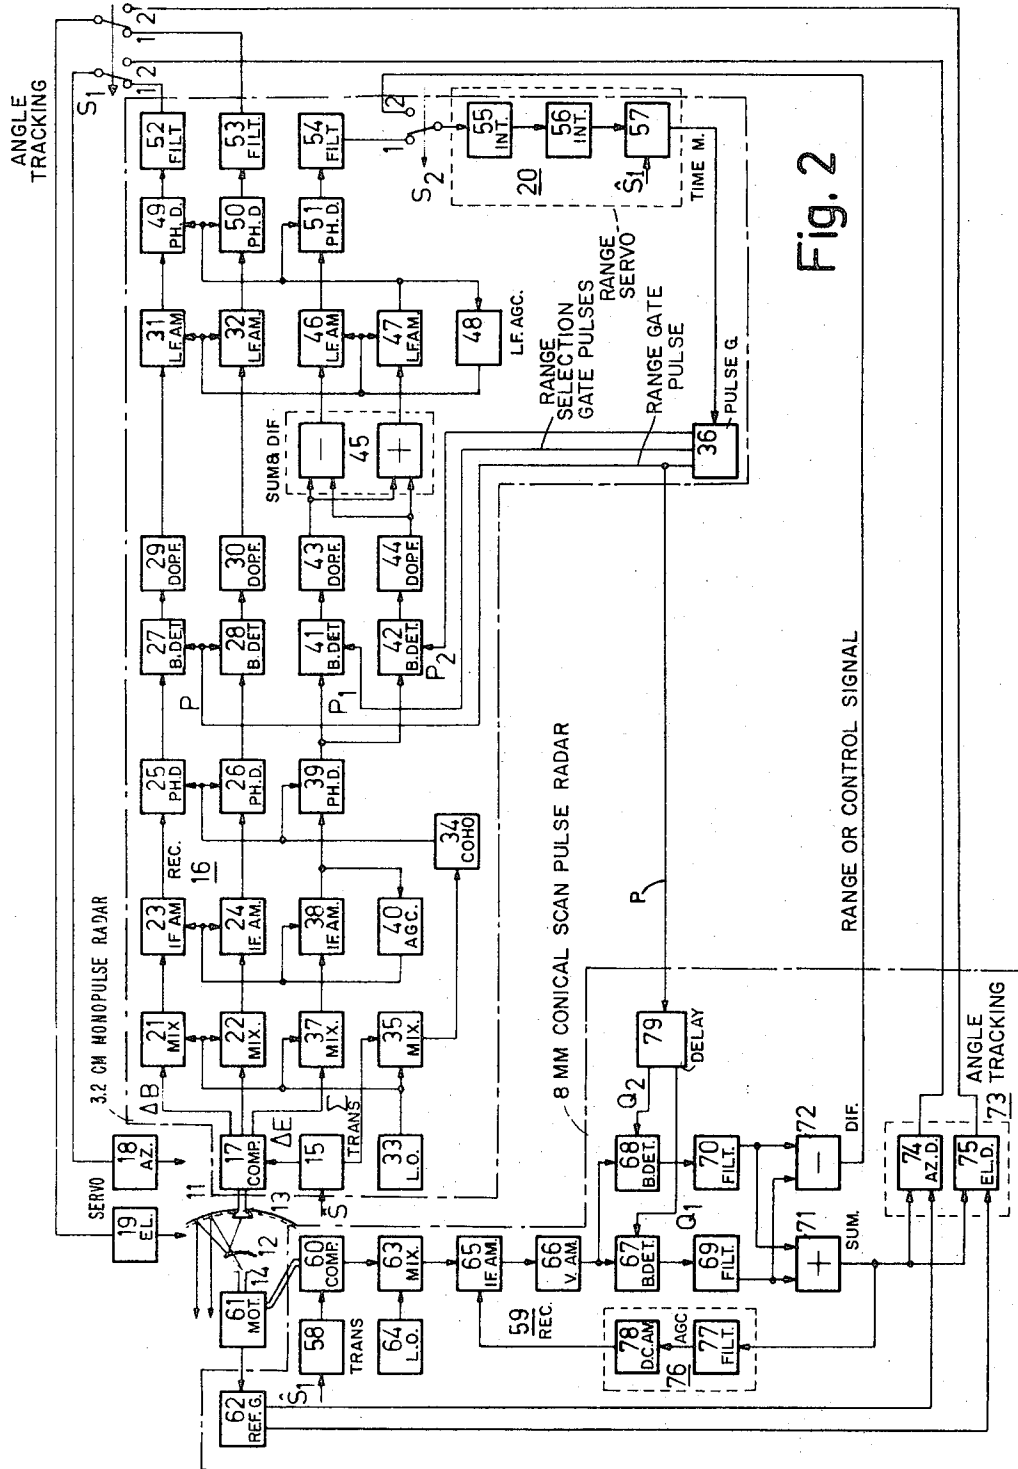 ANGLE
TRACKING
S1
1 2
1 2
3.2 CM MONOPULSE RADAR
SERVO
19
EL.
18
AZ.
11
12
13
14
17
COMP.
ΔB
ΔE
Σ
15
TRANS
S
33
L.O.
21
MIX
22
MIX.
37
MIX.
35
MIX.
23
IF AM
24
IF. AM.
38
IF. AM.
40
A.G.C.
REC.
16
25
PH.D
26
PH.D.
39
PH.D.
34
COHO
P
P1
P2
27
B.DET
28
B.DET
41
B.DET
42
B.DET.
29
DOP.F.
30
DOP.F.
43
DOP.F.
44
DOP.F.
SUM & DIF
−
45
+
31
LF.AM
32
LF.AM.
46
LF.AM
47
LF.AM.
48
LF. AGC.
49
PH.D.
50
PH.D.
51
PH.D
52
FILT
53
FILT.
54
FILT
1 2
S2
55
INT.
56
INT.
57
20
Ŝ1
TIME M.
RANGE
SERVO
RANGE
SELECTION
GATE PULSES
RANGE GATE
PULSE
36
PULSE G.
Fig. 2
61
MOT.
62
REF.G.
Ŝ1
58
TRANS
60
COMP.
64
L.O.
63
MIX.
65
I.F. AM.
66
V. AM.
59
REC.
67
B.DET.
68
B.DET.
Q1
Q2
69
FILT.
70
FILT.
79
DELAY
P
8 MM CONICAL SCAN PULSE RADAR
RANGE OR CONTROL SIGNAL
78
D.C.AM
77
FILT.
76
AGC
+
71
SUM.
−
72
DIF.
74
AZ.D.
75
EL.D.
73
ANGLE
TRACKING